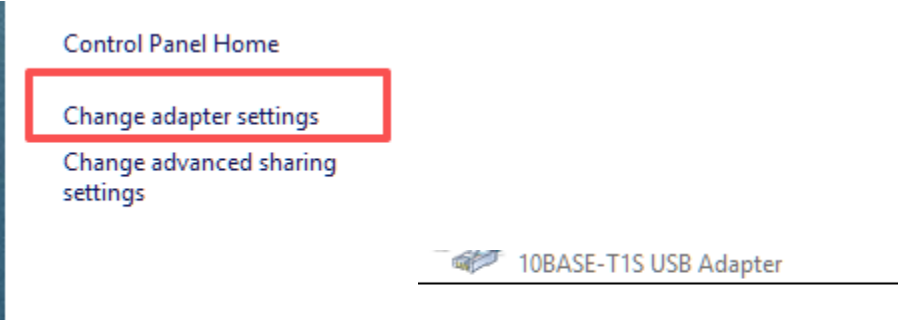 Control Panel Home
Change adapter settings
Change advanced sharing
settings
10BASE-T1S USB Adapter